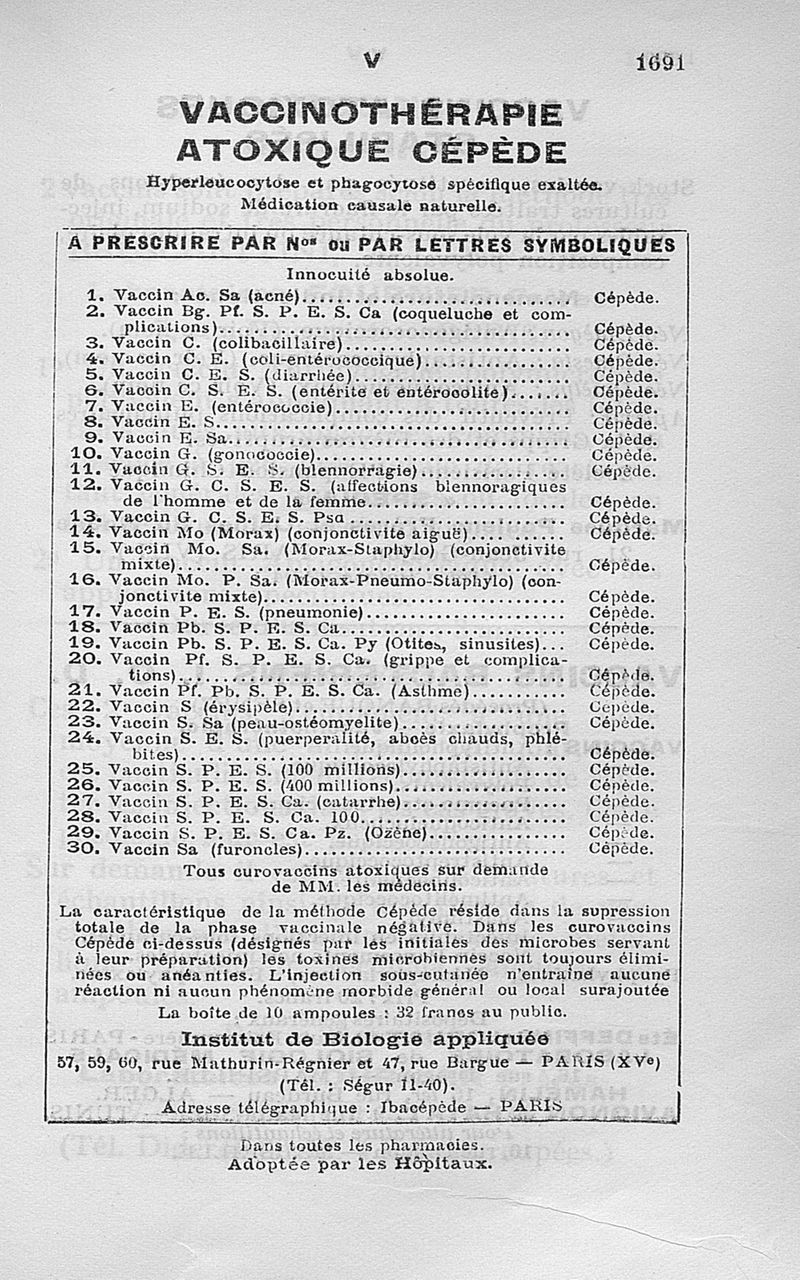 V
1691
VACCINOTHÉRAPIE
ATOXIQUE CÉPÈDE
Hyperleucocytose et phagocytose spécifique exaltée.
Médication causale naturelle.
A PRESCRIRE PAR Nos ou PAR LETTRES SYMBOLIQUES
Innocuité absolue.
1. Vaccin Ac. Sa (acné).............................. Cépède.
2. Vaccin Bg. Pf. S. P. E. S. Ca (coqueluche et com-
plications)........................................ Cépède.
3. Vaccin C. (colibacillaire)......................... Cépède.
4. Vaccin C. E. (coli-entérococcique)................ Cépède.
5. Vaccin C. E. S. (diarrhée)........................ Cépède.
6. Vaccin C. S. E. S. (entérite et entérocolite)....... Cépède.
7. Vaccin E. (entérococcie).......................... Cépède.
8. Vaccin E. S....................................... Cépède.
9. Vaccin E. Sa...................................... Cépède.
10. Vaccin G. (gonococcie)............................ Cépède.
11. Vaccin G. S. E. S. (blennorragie)................. Cépède.
12. Vaccin G. C. S. E. S. (affections blennoragiques
de l'homme et de la femme........................ Cépède.
13. Vaccin G. C. S. E. S. Psa ........................ Cépède.
14. Vaccin Mo (Morax) (conjonctivite aiguë)........... Cépède.
15. Vaccin Mo. Sa. (Morax-Staphylo) (conjonctivite
mixte)............................................. Cépède.
16. Vaccin Mo. P. Sa. (Morax-Pneumo-Staphylo) (con-
jonctivite mixte).................................. Cépède.
17. Vaccin P. E. S. (pneumonie)....................... Cépède.
18. Vaccin Pb. S. P. E. S. Ca......................... Cépède.
19. Vaccin Pb. S. P. E. S. Ca. Py (Otites, sinusites)... Cépède.
20. Vaccin Pf. S. P. E. S. Ca. (grippe et complica-
tions)............................................. Cépède.
21. Vaccin Pf. Pb. S. P. E. S. Ca. (Asthme)........... Cépède.
22. Vaccin S (érysipèle).............................. Cépède.
23. Vaccin S. Sa (peau-ostéomyelite).................. Cépède.
24. Vaccin S. E. S. (puerperalité, abcès chauds, phlé-
bites)............................................. Cépède.
25. Vaccin S. P. E. S. (100 millions)................. Cépède.
26. Vaccin S. P. E. S. (400 millions)................. Cépède.
27. Vaccin S. P. E. S. Ca. (catarrhe)................. Cépède.
28. Vaccin S. P. E. S. Ca. 100........................ Cépède.
29. Vaccin S. P. E. S. Ca. Pz. (Ozène)................ Cépède.
30. Vaccin Sa (furoncles)............................. Cépède.
Tous curovaccins atoxiques sur demande
de MM. les médecins.
La caractéristique de la méthode Cépède réside dans la supression
totale de la phase vaccinale négative. Dans les curovaccins
Cépède ci-dessus (désignés par les initiales des microbes servant
à leur préparation) les toxines microbiennes sont toujours élimi-
nées ou anéanties. L'injection sous-cutanée n'entraîne aucune
réaction ni aucun phénomène morbide général ou local surajoutée
La boîte de 10 ampoules : 32 francs au public.
Institut de Biologie appliquée
57, 59, 60, rue Mathurin-Régnier et 47, rue Bargue — PARIS (XVe)
(Tél. : Ségur 11-40).
Adresse télégraphique : Ibacépède — PARIS
Dans toutes les pharmacies.
Adoptée par les Hôpitaux.